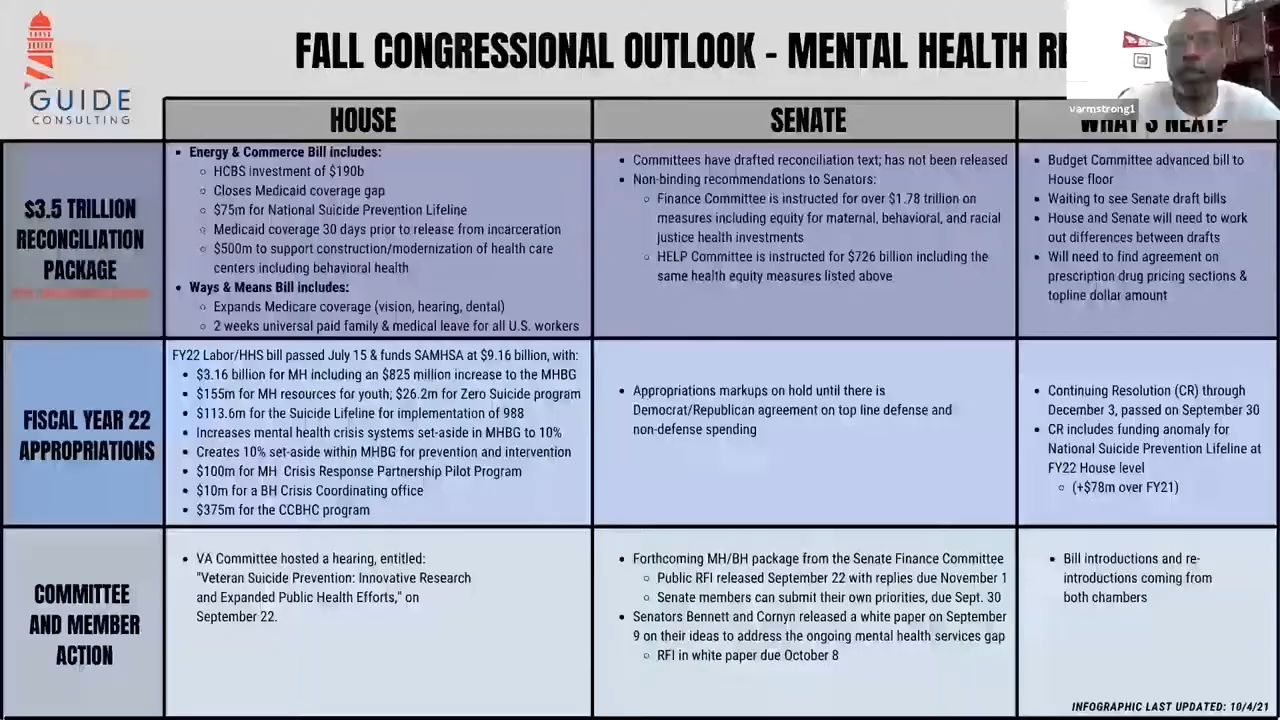 GUIDE
CONSULTING
FALL CONGRESSIONAL OUTLOOK - MENTAL HEALTH
varmstrong1
HOUSE
SENATE
WHAT'S NEXT?
$3.5 TRILLION
RECONCILIATION
PACKAGE
• Energy & Commerce Bill includes:
◦ HCBS investment of $190b
◦ Closes Medicaid coverage gap
◦ $75m for National Suicide Prevention Lifeline
◦ Medicaid coverage 30 days prior to release from incarceration
◦ $500m to support construction/modernization of health care
centers including behavioral health
• Ways & Means Bill includes:
◦ Expands Medicare coverage (vision, hearing, dental)
◦ 2 weeks universal paid family & medical leave for all U.S. workers
• Committees have drafted reconciliation text; has not been released
• Non-binding recommendations to Senators:
◦ Finance Committee is instructed for over $1.78 trillion on
measures including equity for maternal, behavioral, and racial
justice health investments
◦ HELP Committee is instructed for $726 billion including the
same health equity measures listed above
• Budget Committee advanced bill to
House floor
• Waiting to see Senate draft bills
• House and Senate will need to work
out differences between drafts
• Will need to find agreement on
prescription drug pricing sections &
topline dollar amount
FISCAL YEAR 22
APPROPRIATIONS
FY22 Labor/HHS bill passed July 15 & funds SAMHSA at $9.16 billion, with:
• $3.16 billion for MH including an $825 million increase to the MHBG
• $155m for MH resources for youth; $26.2m for Zero Suicide program
• $113.6m for the Suicide Lifeline for implementation of 988
• Increases mental health crisis systems set-aside in MHBG to 10%
• Creates 10% set-aside within MHBG for prevention and intervention
• $100m for MH Crisis Response Partnership Pilot Program
• $10m for a BH Crisis Coordinating office
• $375m for the CCBHC program
• Appropriations markups on hold until there is
Democrat/Republican agreement on top line defense and
non-defense spending
• Continuing Resolution (CR) through
December 3, passed on September 30
• CR includes funding anomaly for
National Suicide Prevention Lifeline at
FY22 House level
◦ (+$78m over FY21)
COMMITTEE
AND MEMBER
ACTION
• VA Committee hosted a hearing, entitled:
"Veteran Suicide Prevention: Innovative Research
and Expanded Public Health Efforts," on
September 22.
• Forthcoming MH/BH package from the Senate Finance Committee
◦ Public RFI released September 22 with replies due November 1
◦ Senate members can submit their own priorities, due Sept. 30
• Senators Bennett and Cornyn released a white paper on September
9 on their ideas to address the ongoing mental health services gap
◦ RFI in white paper due October 8
• Bill introductions and re-
introductions coming from
both chambers
INFOGRAPHIC LAST UPDATED: 10/4/21